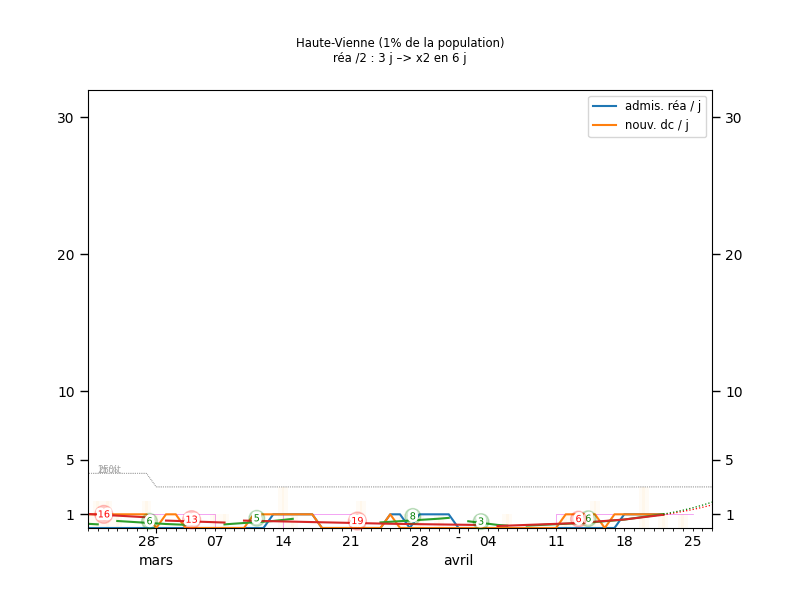 Haute-Vienne (1% de la population)
réa /2 : 3 j –> x2 en 6 j
admis. réa / j
nouv. dc / j
30 30
20 20
10 10
5 5
1 1
16 6 13 5 19 8 3 6 6
28 07 14 21 28 04 11 18 25
mars avril